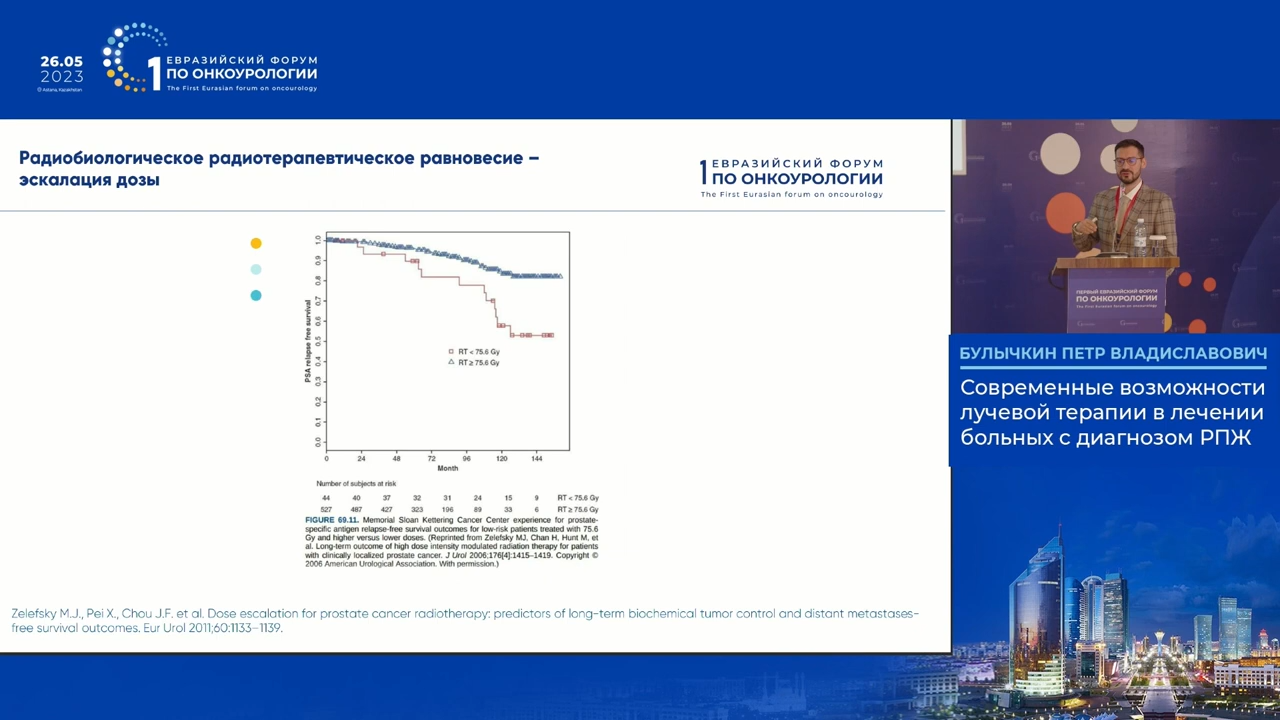 26.05
2023
Astana, Kazakhstan
1
ЕВРАЗИЙСКИЙ ФОРУМ
ПО ОНКОУРОЛОГИИ
The First Eurasian forum on oncourology
Радиобиологическое радиотерапевтическое равновесие –
эскалация дозы
1
ЕВРАЗИЙСКИЙ ФОРУМ
ПО ОНКОУРОЛОГИИ
The First Eurasian forum on oncourology
PSA relapse free survival
1.0
0.9
0.8
0.7
0.6
0.5
0.4
0.3
0.2
0.1
0.0
RT < 75.6 Gy
RT ≥ 75.6 Gy
0 24 48 72 96 120 144
Month
Number of subjects at risk
44 40 37 32 31 24 15 9 RT < 75.6 Gy
527 487 427 323 196 89 33 6 RT ≥ 75.6 Gy
FIGURE 69.11. Memorial Sloan Kettering Cancer Center experience for prostate-
specific antigen relapse-free survival outcomes for low-risk patients treated with 75.6
Gy and higher versus lower doses. (Reprinted from Zelefsky MJ, Chan H, Hunt M, et
al. Long-term outcome of high dose intensity modulated radiation therapy for patients
with clinically localized prostate cancer. J Urol 2006;176[4]:1415–1419. Copyright ©
2006 American Urological Association. With permission.)
Zelefsky M.J., Pei X., Chou J.F. et al. Dose escalation for prostate cancer radiotherapy: predictors of long-term biochemical tumor control and distant metastases-
free survival outcomes. Eur Urol 2011;60:1133–1139.
ПЕРВЫЙ ЕВРАЗИЙСКИЙ ФОРУМ
ПО ОНКОУРОЛОГИИ
The First Eurasian forum on oncourology
БУЛЫЧКИН ПЕТР ВЛАДИСЛАВОВИЧ
Современные возможности
лучевой терапии в лечении
больных с диагнозом РПЖ